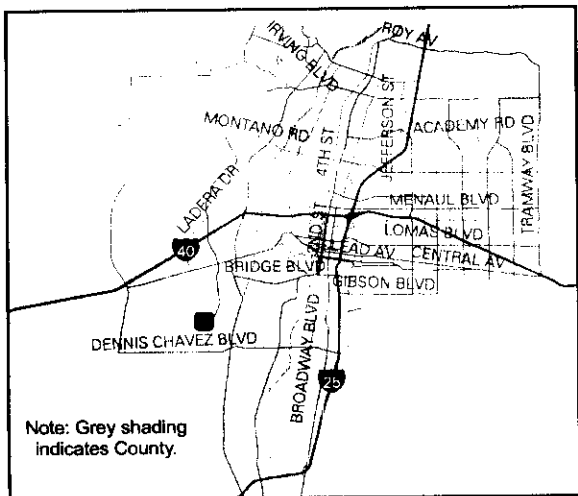 IRVING BLVD
ROY AV
MONTANO RD
4TH ST
JEFFERSON ST
ACADEMY RD
TRAMWAY BLVD
LADERA DR
MENAUL BLVD
2ND ST
LOMAS BLVD
LEAD AV
CENTRAL AV
40
BRIDGE BLVD
GIBSON BLVD
DENNIS CHAVEZ BLVD
BROADWAY BLVD
25
Note: Grey shading
indicates County.